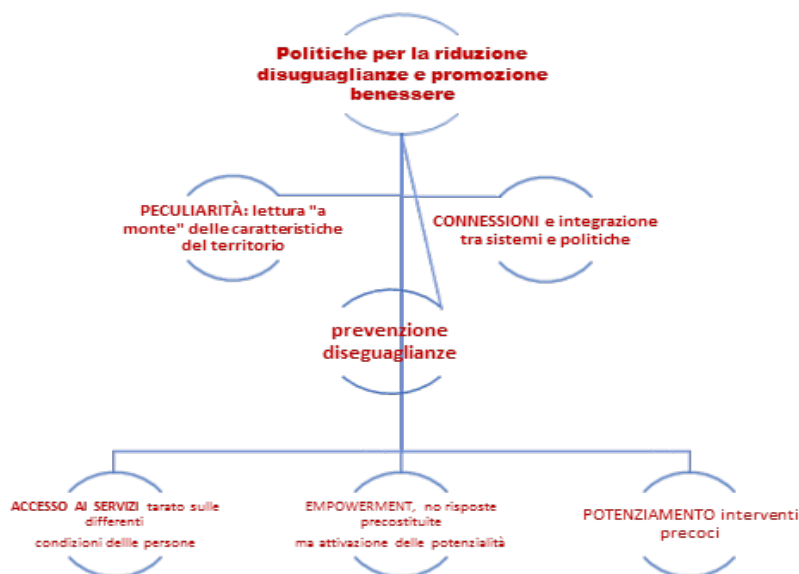 Politiche per la riduzione
disuguaglianze e promozione
benessere
PECULIARITÀ: lettura "a
monte" delle caratteristiche
del territorio
CONNESSIONI e integrazione
tra sistemi e politiche
prevenzione
diseguaglianze
ACCESSO AI SERVIZI tarato sulle
differenti
condizioni dellle persone
EMPOWERMENT, no risposte
precostituite
ma attivazione delle potenzialità
POTENZIAMENTO interventi
precoci